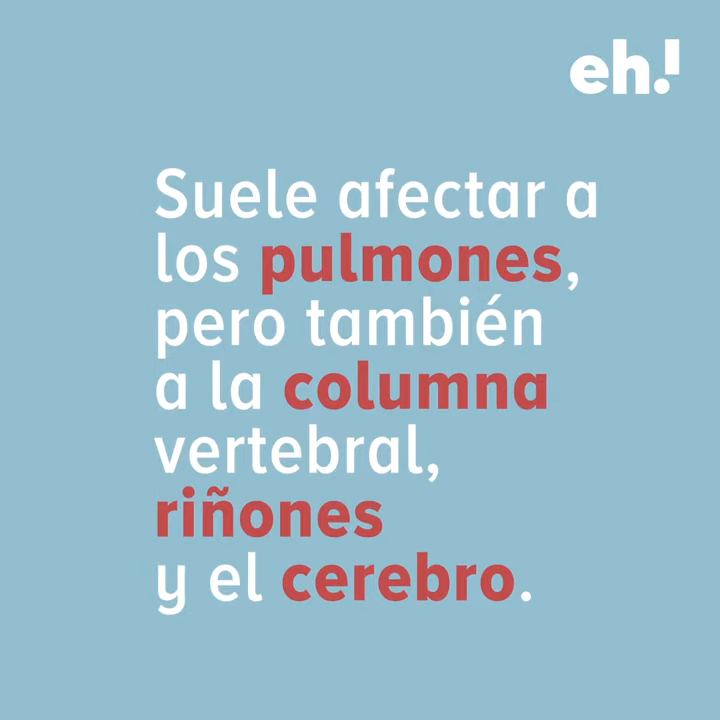 eh!
Suele afectar a
los pulmones,
pero también
a la columna
vertebral,
riñones
y el cerebro.